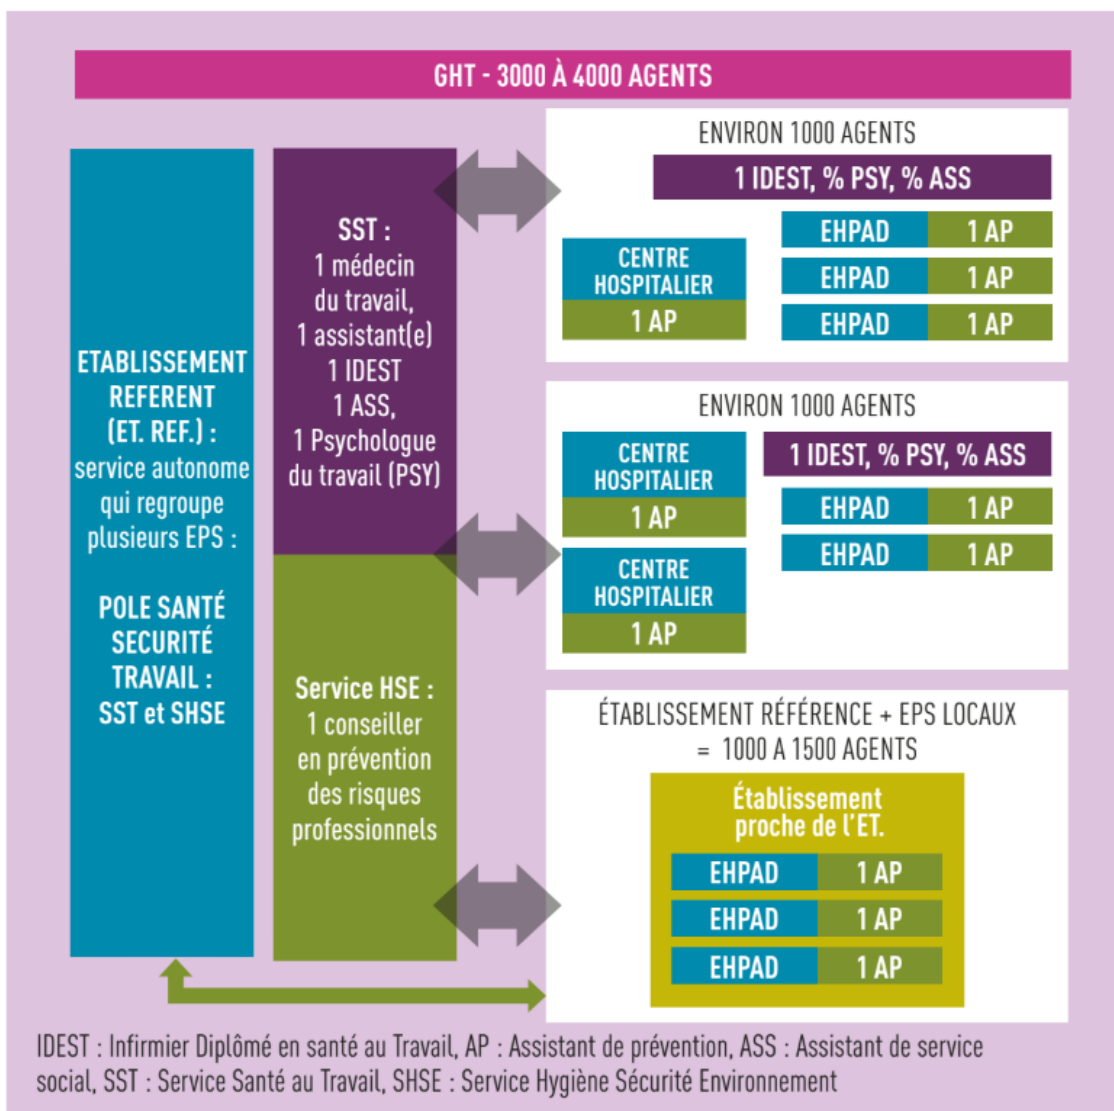 GHT - 3000 À 4000 AGENTS
ETABLISSEMENT
REFERENT
(ET. REF.) :
service autonome
qui regroupe
plusieurs EPS :
POLE SANTÉ
SECURITÉ
TRAVAIL :
SST et SHSE
SST :
1 médecin
du travail,
1 assistant(e)
1 IDEST
1 ASS,
1 Psychologue
du travail (PSY)
Service HSE :
1 conseiller
en prévention
des risques
professionnels
ENVIRON 1000 AGENTS
1 IDEST, % PSY, % ASS
CENTRE
HOSPITALIER
1 AP
EHPAD 1 AP
EHPAD 1 AP
EHPAD 1 AP
ENVIRON 1000 AGENTS
CENTRE
HOSPITALIER
1 AP
CENTRE
HOSPITALIER
1 AP
1 IDEST, % PSY, % ASS
EHPAD 1 AP
EHPAD 1 AP
ÉTABLISSEMENT RÉFÉRENCE + EPS LOCAUX
= 1000 A 1500 AGENTS
Établissement
proche de l'ET.
EHPAD 1 AP
EHPAD 1 AP
EHPAD 1 AP
IDEST : Infirmier Diplômé en santé au Travail, AP : Assistant de prévention, ASS : Assistant de service
social, SST : Service Santé au Travail, SHSE : Service Hygiène Sécurité Environnement